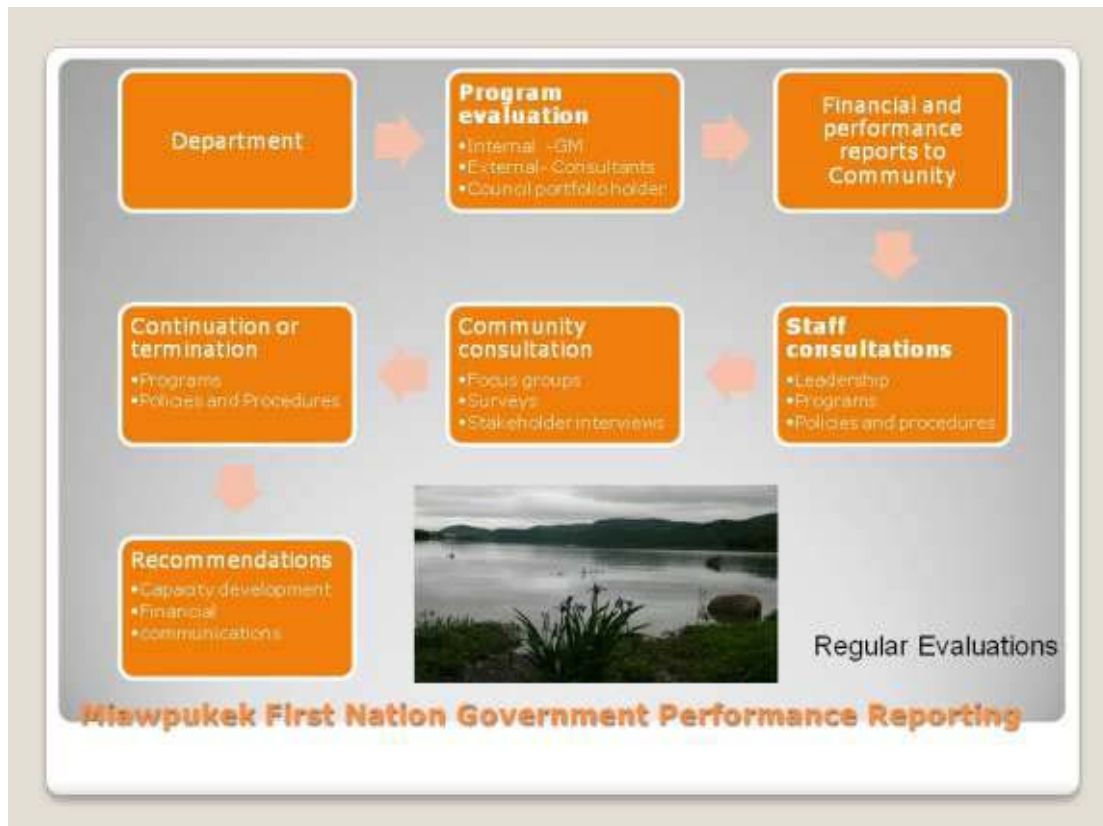 Department
Program
evaluation
•Internal -GM
•External- Consultants
•Council portfolio holder
Financial and
performance
reports to
Community
Staff
consultations
•Leadership
•Programs
•Policies and procedures
Community
consultation
•Focus groups
•Surveys
•Stakeholder interviews
Continuation or
termination
•Programs
•Policies and Procedures
Recommendations
•Capacity development
•Financial
•communications
Regular Evaluations
Miawpukek First Nation Government Performance Reporting